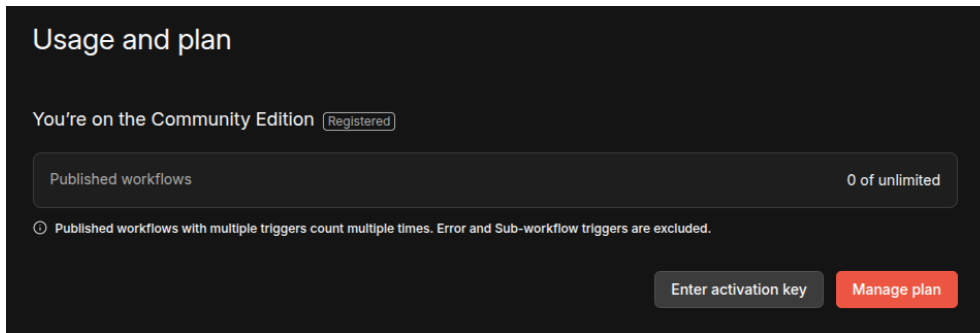 Usage and plan
You're on the Community Edition Registered
Published workflows 0 of unlimited
Published workflows with multiple triggers count multiple times. Error and Sub-workflow triggers are excluded.
Enter activation key Manage plan